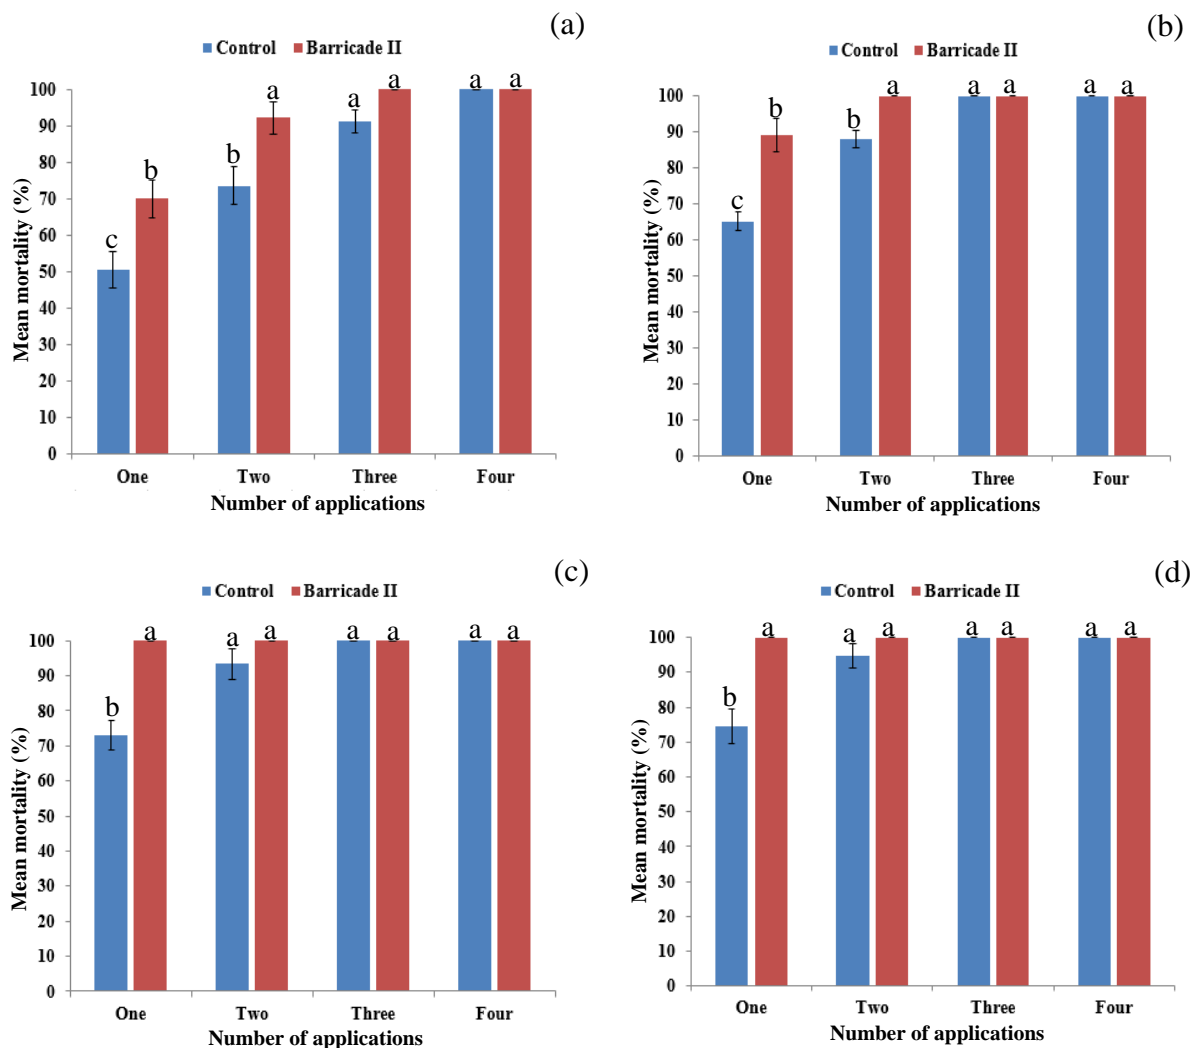 (a)
Control Barricade II
Mean mortality (%)
100
90
80
70
60
50
40
30
20
10
0
c b b a a a a a
One Two Three Four
Number of applications
(b)
Control Barricade II
Mean mortality (%)
100
90
80
70
60
50
40
30
20
10
0
c b b a a a a a
One Two Three Four
Number of applications
(c)
Control Barricade II
Mean mortality (%)
100
90
80
70
60
50
40
30
20
10
0
b a a a a a a a
One Two Three Four
Number of applications
(d)
Control Barricade II
Mean mortality (%)
100
90
80
70
60
50
40
30
20
10
0
b a a a a a a a
One Two Three Four
Number of applications